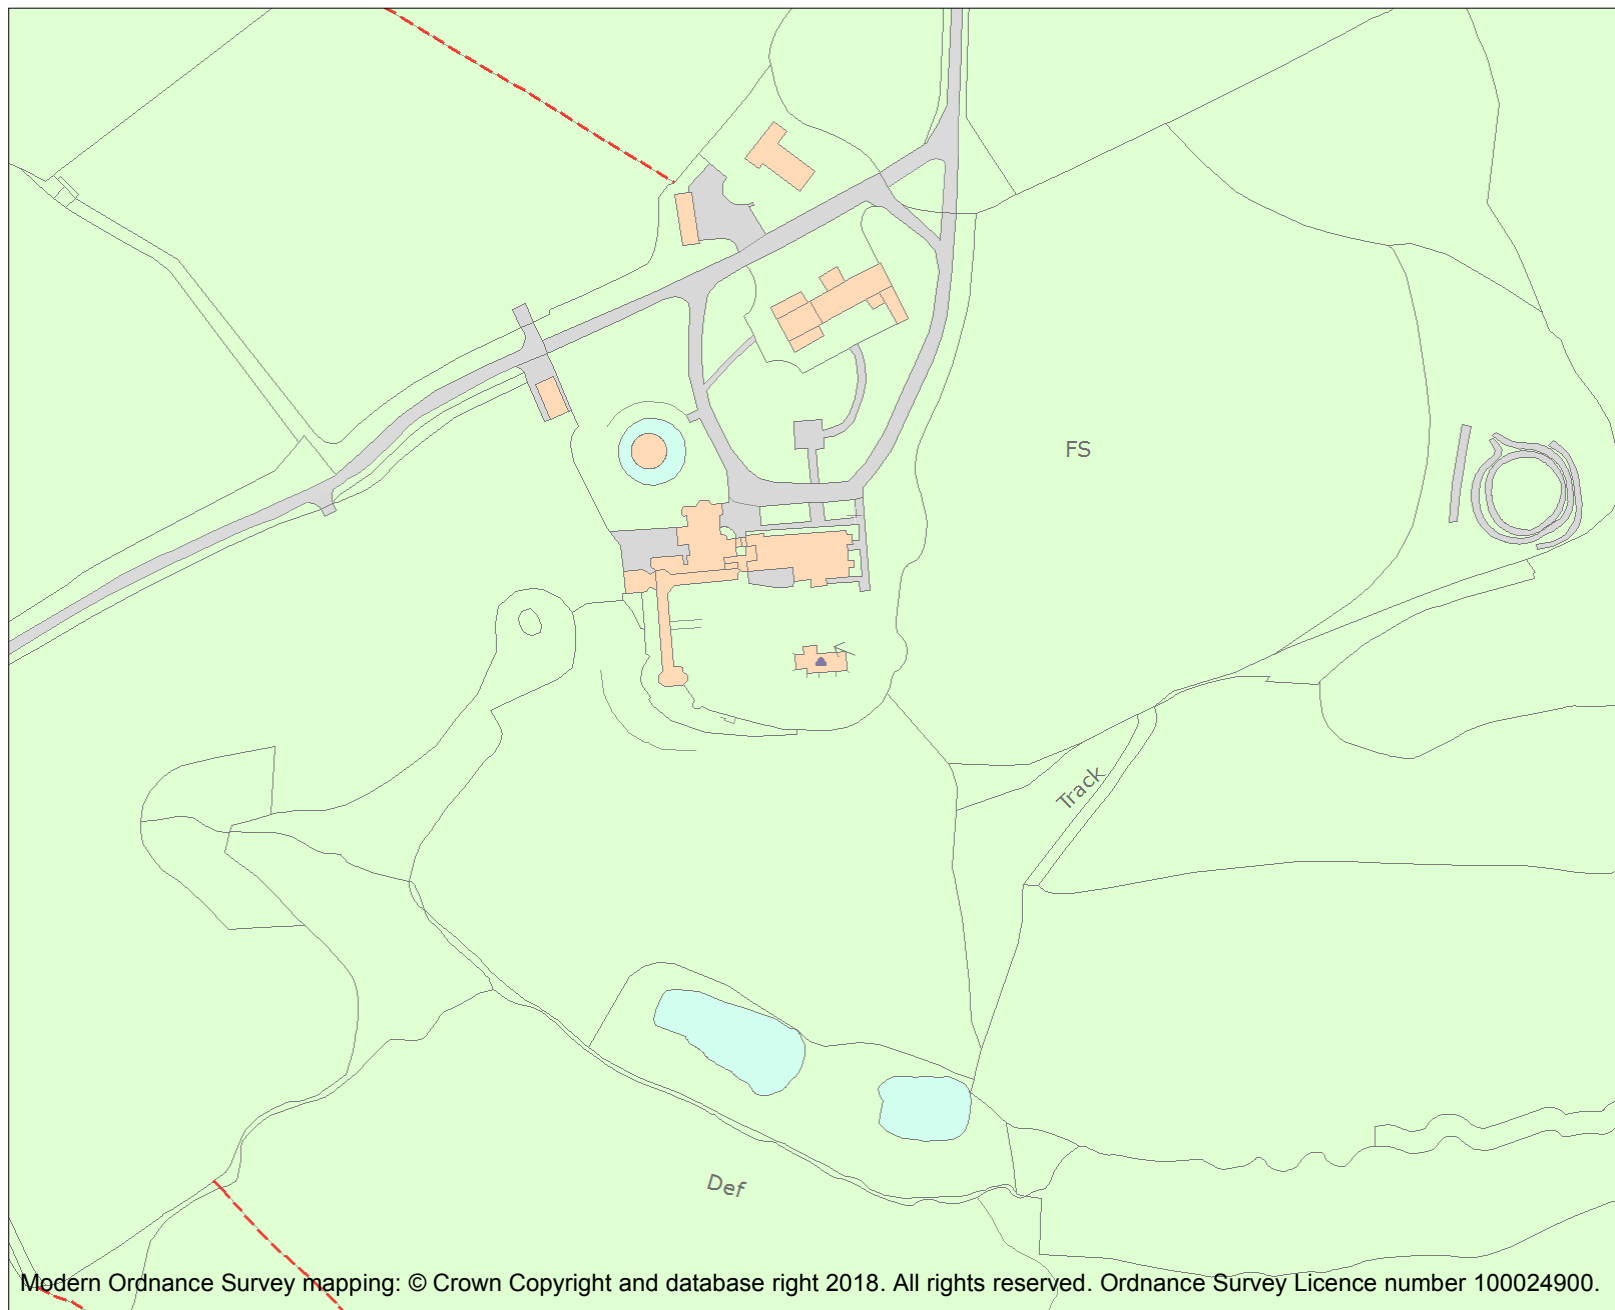 FS
Track
Def
Modern Ordnance Survey mapping: © Crown Copyright and database right 2018. All rights reserved. Ordnance Survey Licence number 100024900.